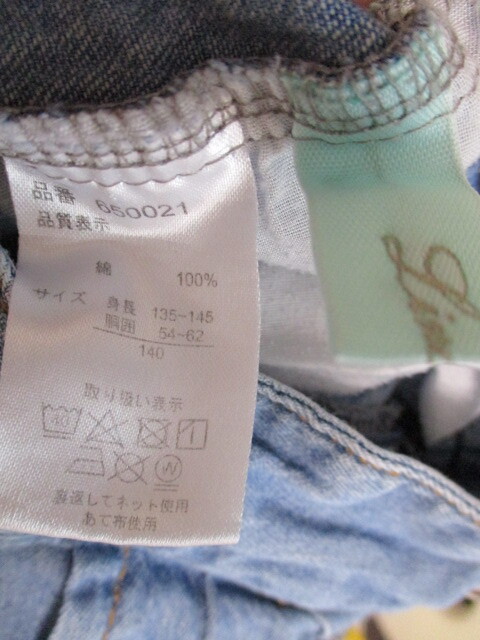 品番 660021
品質表示
綿 100%
サイズ 身長 135~145
胴囲 54~62
140
取り扱い表示
40
W
裏返してネット使用
あて布使用